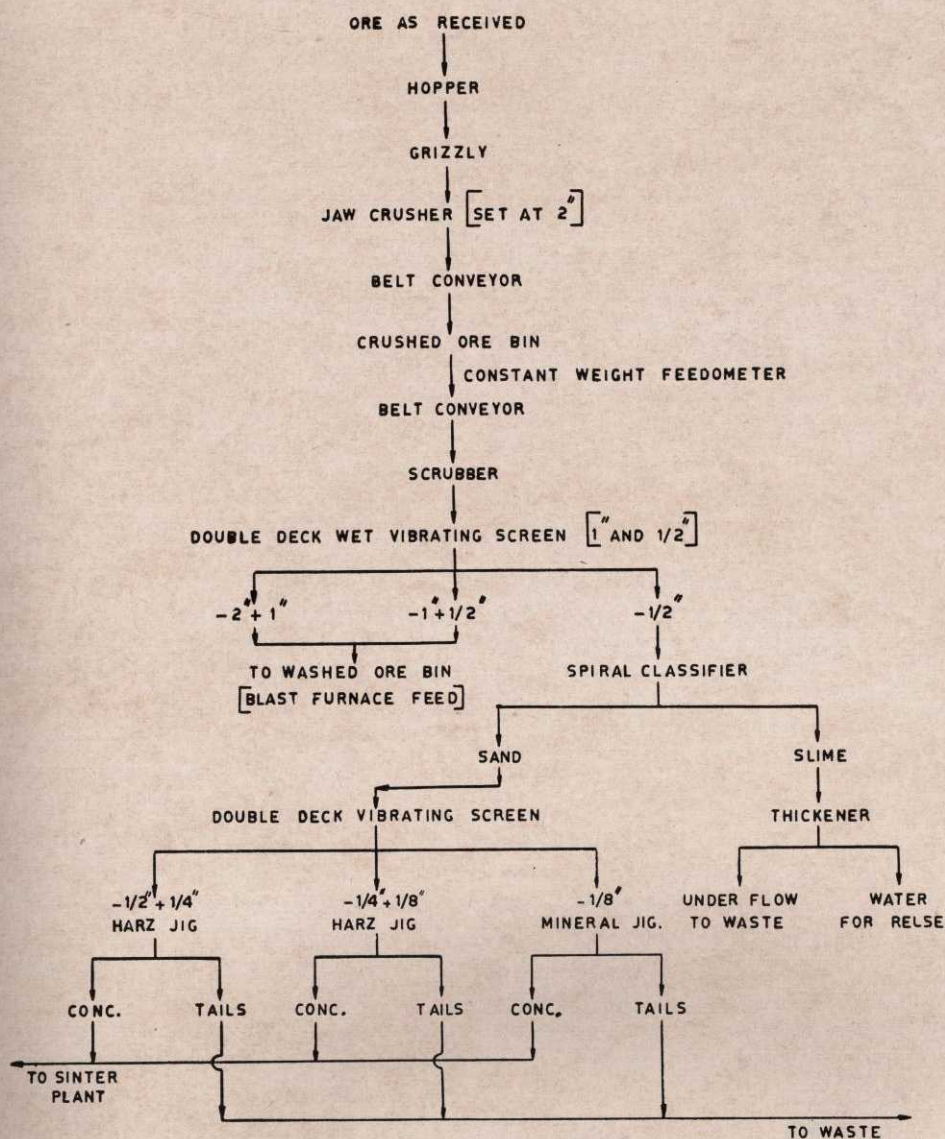 ORE AS RECEIVED
HOPPER
GRIZZLY
JAW CRUSHER [SET AT 2"]
BELT CONVEYOR
CRUSHED ORE BIN
CONSTANT WEIGHT FEEDOMETER
BELT CONVEYOR
SCRUBBER
DOUBLE DECK WET VIBRATING SCREEN [1" AND 1/2"]
-2" + 1"
-1" + 1/2"
-1/2"
TO WASHED ORE BIN
[BLAST FURNACE FEED]
SPIRAL CLASSIFIER
SAND
SLIME
DOUBLE DECK VIBRATING SCREEN
THICKENER
-1/2" + 1/4"
HARZ JIG
-1/4" + 1/8"
HARZ JIG
-1/8"
MINERAL JIG.
UNDER FLOW
TO WASTE
WATER
FOR RELSE
CONC.
TAILS
CONC.
TAILS
CONC.
TAILS
TO SINTER
PLANT
TO WASTE